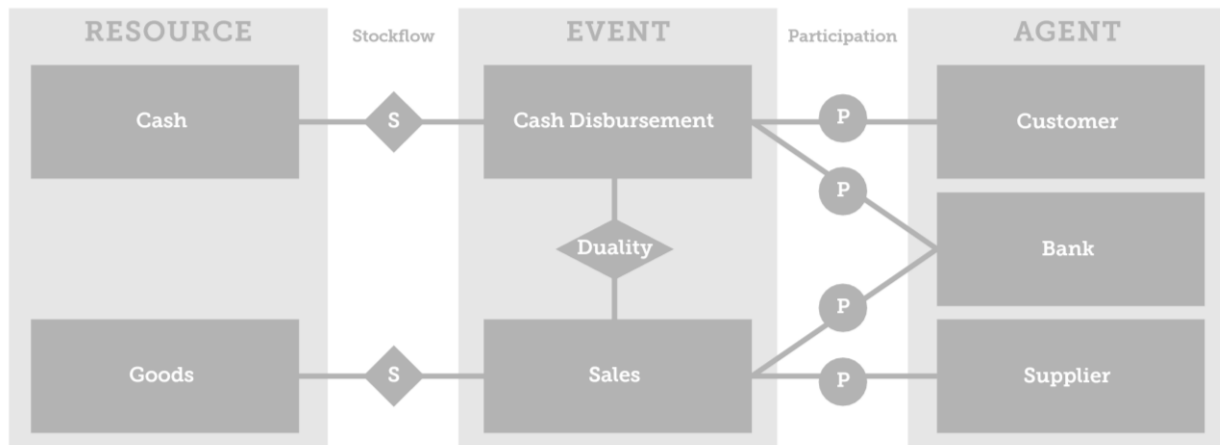 RESOURCE
Stockflow
EVENT
Participation
AGENT
Cash
S
Cash Disbursement
P
Customer
P
Duality
Bank
P
Goods
S
Sales
P
Supplier